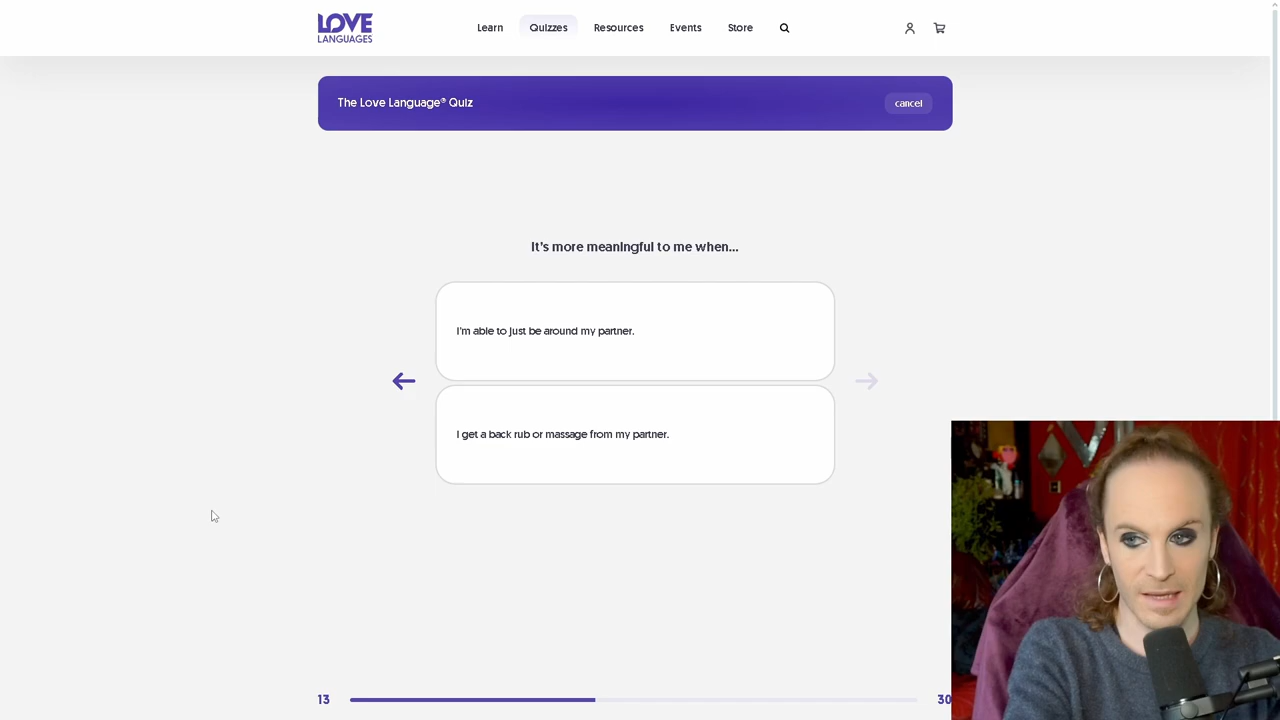 LOVE
LANGUAGES
Learn Quizzes Resources Events Store
The Love Language® Quiz cancel
It's more meaningful to me when...
I'm able to just be around my partner.
I get a back rub or massage from my partner.
13 30